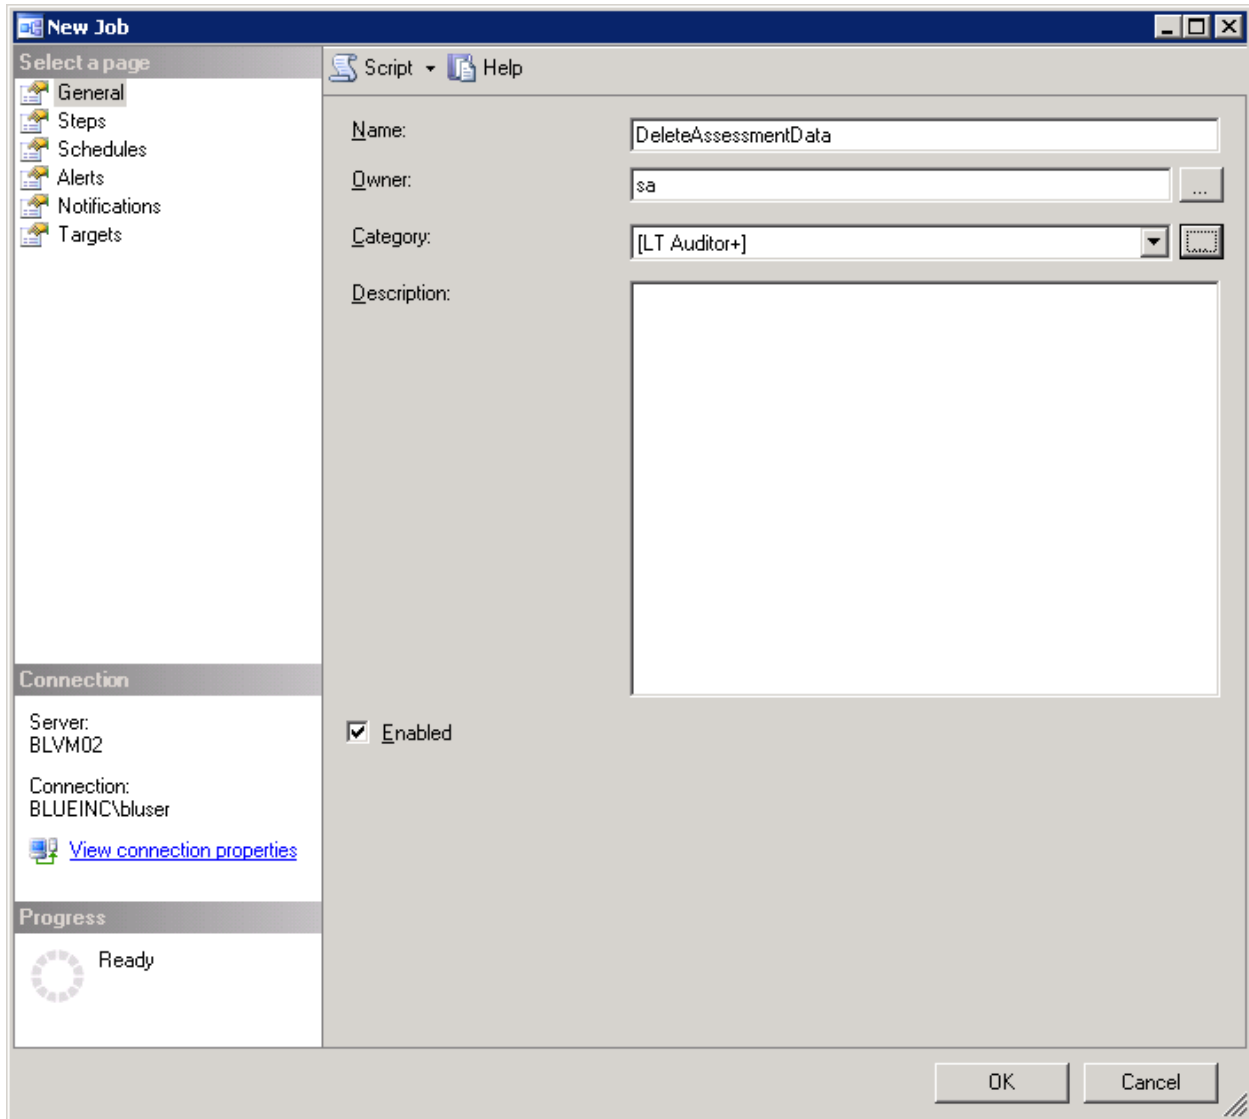 New Job
Select a page
General
Steps
Schedules
Alerts
Notifications
Targets
Connection
Server:
BLVM02
Connection:
BLUEINC\bluser
View connection properties
Progress
Ready
Script
Help
Name:
DeleteAssessmentData
Owner:
sa
...
Category:
[LT Auditor+]
...
Description:
Enabled
OK
Cancel